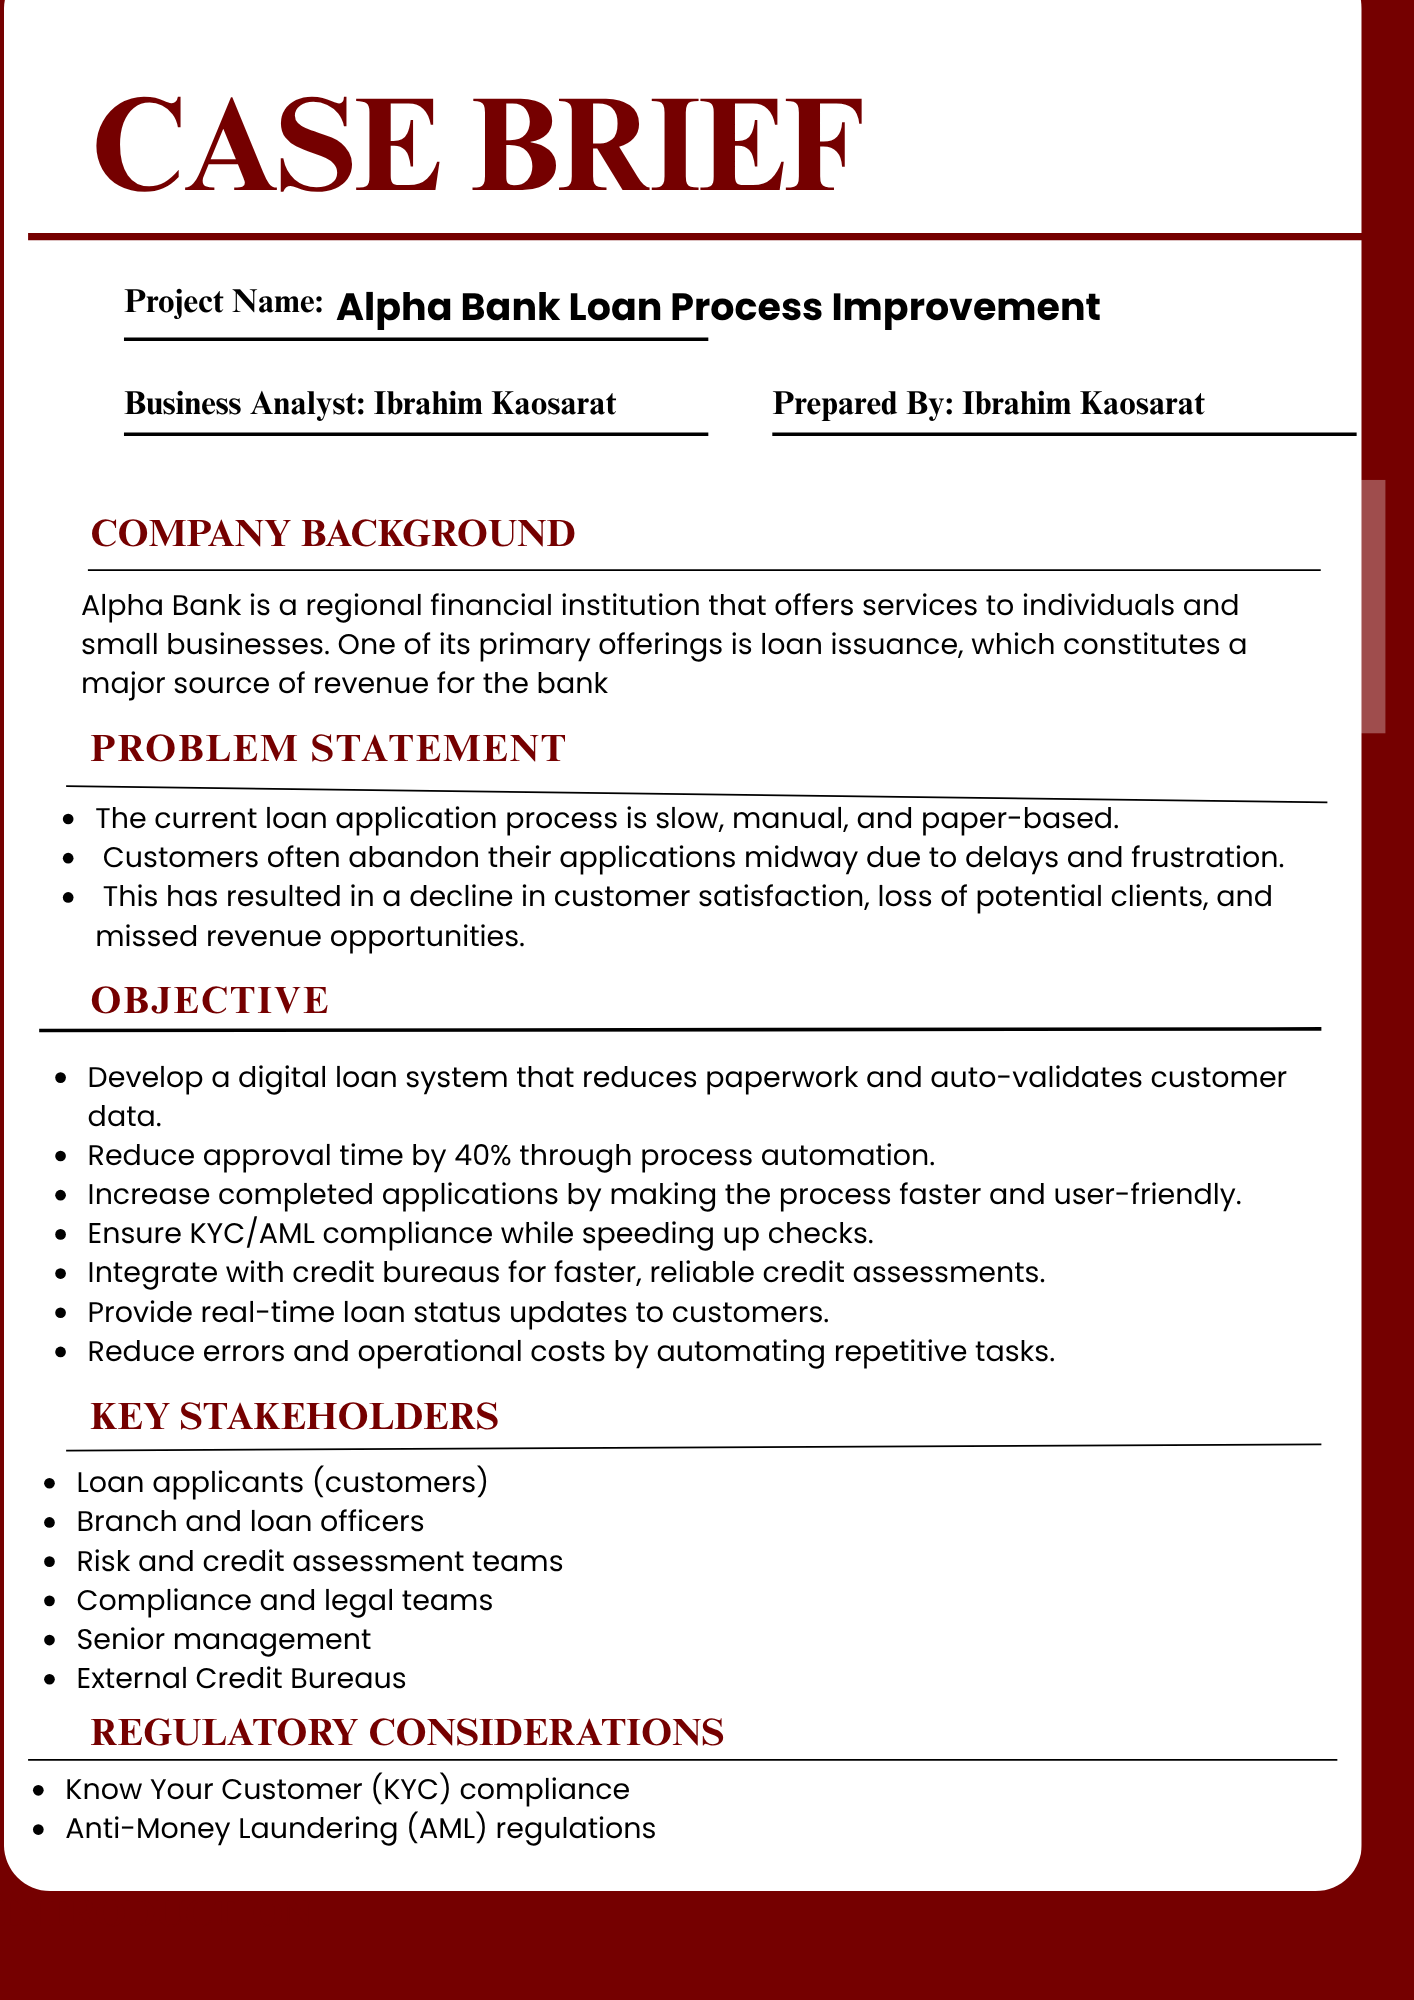 CASE BRIEF
Project Name: Alpha Bank Loan Process Improvement
Business Analyst: Ibrahim Kaosarat
Prepared By: Ibrahim Kaosarat
COMPANY BACKGROUND
Alpha Bank is a regional financial institution that offers services to individuals and
small businesses. One of its primary offerings is loan issuance, which constitutes a
major source of revenue for the bank
PROBLEM STATEMENT
• The current loan application process is slow, manual, and paper-based.
• Customers often abandon their applications midway due to delays and frustration.
• This has resulted in a decline in customer satisfaction, loss of potential clients, and
missed revenue opportunities.
OBJECTIVE
• Develop a digital loan system that reduces paperwork and auto-validates customer
data.
• Reduce approval time by 40% through process automation.
• Increase completed applications by making the process faster and user-friendly.
• Ensure KYC/AML compliance while speeding up checks.
• Integrate with credit bureaus for faster, reliable credit assessments.
• Provide real-time loan status updates to customers.
• Reduce errors and operational costs by automating repetitive tasks.
KEY STAKEHOLDERS
• Loan applicants (customers)
• Branch and loan officers
• Risk and credit assessment teams
• Compliance and legal teams
• Senior management
• External Credit Bureaus
REGULATORY CONSIDERATIONS
• Know Your Customer (KYC) compliance
• Anti-Money Laundering (AML) regulations